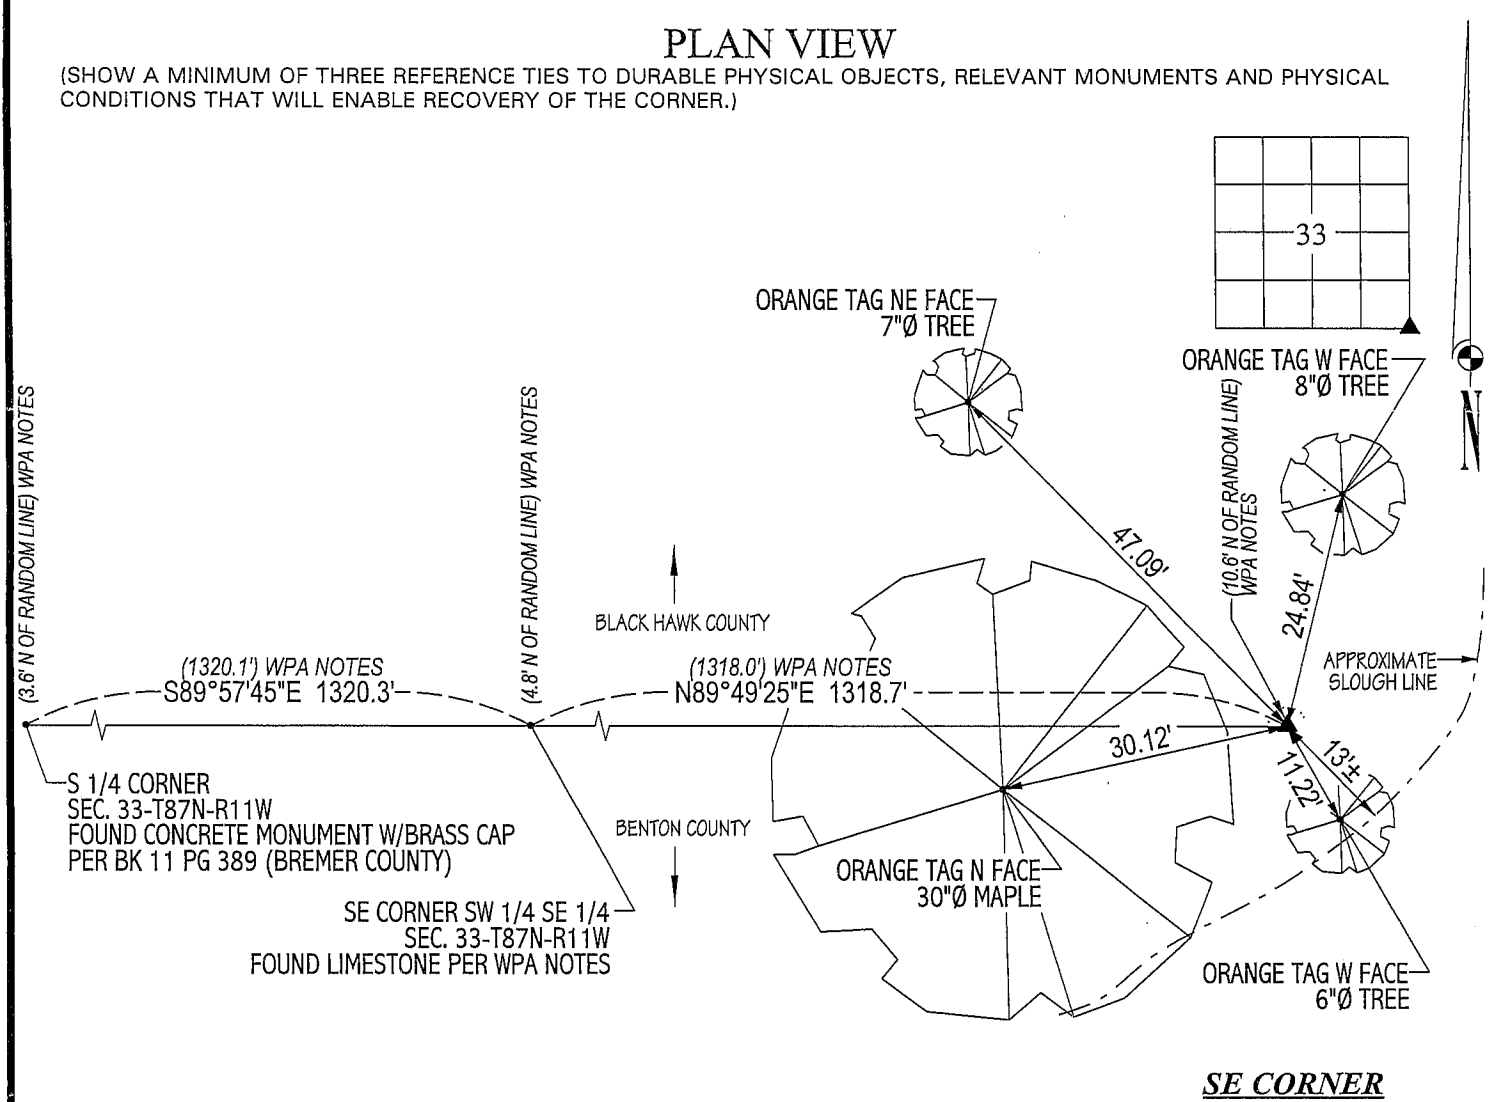 PLAN VIEW
(SHOW A MINIMUM OF THREE REFERENCE TIES TO DURABLE PHYSICAL OBJECTS, RELEVANT MONUMENTS AND PHYSICAL
CONDITIONS THAT WILL ENABLE RECOVERY OF THE CORNER.)
33
ORANGE TAG NE FACE
7"Ø TREE
ORANGE TAG W FACE
8"Ø TREE
N
(3.6' N OF RANDOM LINE) WPA NOTES
(4.8' N OF RANDOM LINE) WPA NOTES
(10.6' N OF RANDOM LINE)
WPA NOTES
47.09'
24.84'
BLACK HAWK COUNTY
(1320.1') WPA NOTES
S89°57'45"E 1320.3'
(1318.0') WPA NOTES
N89°49'25"E 1318.7'
APPROXIMATE
SLOUGH LINE
30.12'
13'±
11.22'
S 1/4 CORNER
SEC. 33-T87N-R11W
FOUND CONCRETE MONUMENT W/BRASS CAP
PER BK 11 PG 389 (BREMER COUNTY)
BENTON COUNTY
ORANGE TAG N FACE
30"Ø MAPLE
SE CORNER SW 1/4 SE 1/4
SEC. 33-T87N-R11W
FOUND LIMESTONE PER WPA NOTES
ORANGE TAG W FACE
6"Ø TREE
SE CORNER